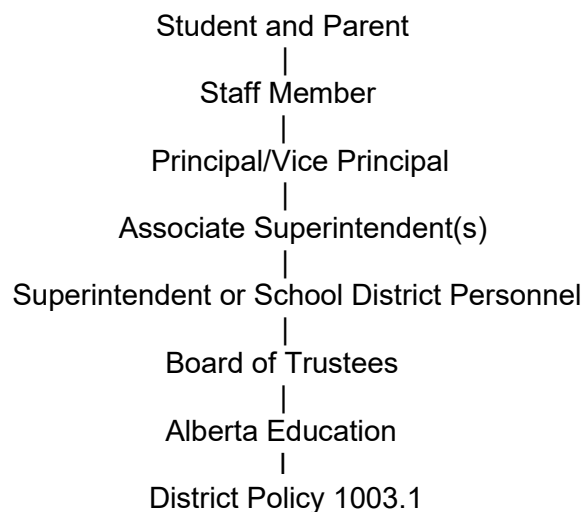 Student and Parent
|
Staff Member
|
Principal/Vice Principal
|
Associate Superintendent(s)
|
Superintendent or School District Personnel
|
Board of Trustees
|
Alberta Education
|
District Policy 1003.1